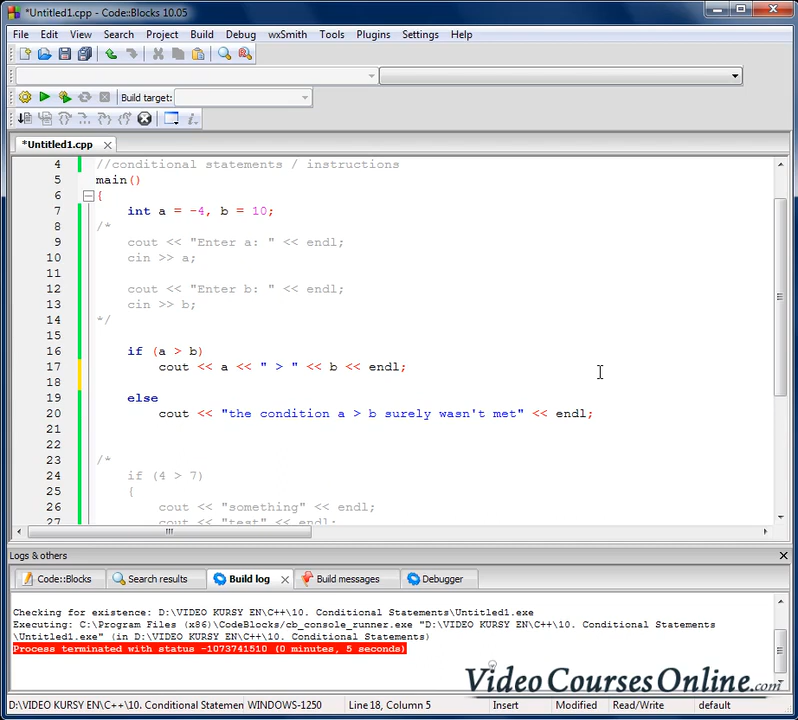 *Untitled1.cpp - Code::Blocks 10.05
File Edit View Search Project Build Debug wxSmith Tools Plugins Settings Help
Build target:
*Untitled1.cpp
4 //conditional statements / instructions
5 main()
6 {
7 int a = -4, b = 10;
8 /*
9 cout << "Enter a: " << endl;
10 cin >> a;
11
12 cout << "Enter b: " << endl;
13 cin >> b;
14 */
15
16 if (a > b)
17 cout << a << " > " << b << endl;
18
19 else
20 cout << "the condition a > b surely wasn't met" << endl;
21
22
23 /*
24 if (4 > 7)
25 {
26 cout << "something" << endl;
27 cout << "test" << endl;
Logs & others
Code::Blocks Search results Build log Build messages Debugger
Checking for existence: D:\VIDEO KURSY EN\C++\10. Conditional Statements\Untitled1.exe
Executing: C:\Program Files (x86)\CodeBlocks/cb_console_runner.exe "D:\VIDEO KURSY EN\C++\10. Conditional Statements
\Untitled1.exe" (in D:\VIDEO KURSY EN\C++\10. Conditional Statements)
Process terminated with status -1073741510 (0 minutes, 5 seconds)
VideoCoursesOnline.com
D:\VIDEO KURSY EN\C++\10. Conditional Statemen WINDOWS-1250 Line 18, Column 5 Insert Modified Read/Write default